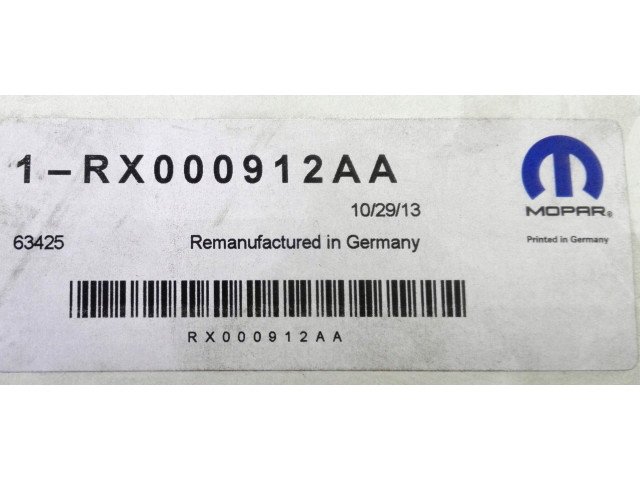 1–RX000912AA
10/29/13
MOPAR®
63425
Remanufactured in Germany
Printed in Germany
RX000912AA